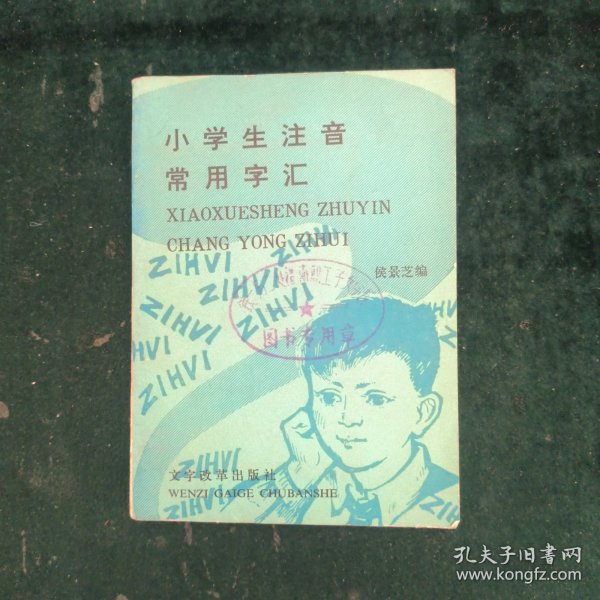 小学生注音
常用字汇
XIAOXUESHENG ZHUYIN
CHANG YONG ZIHUI
侯景芝编
ZIHVI
ZIHVI
ZIHVI
ZIHVI
ZIHVI
ZIHVI
ZIHVI
图书专用章
文字改革出版社
WENZI GAIGE CHUBANSHE
孔夫子旧书网
www.kongfz.com